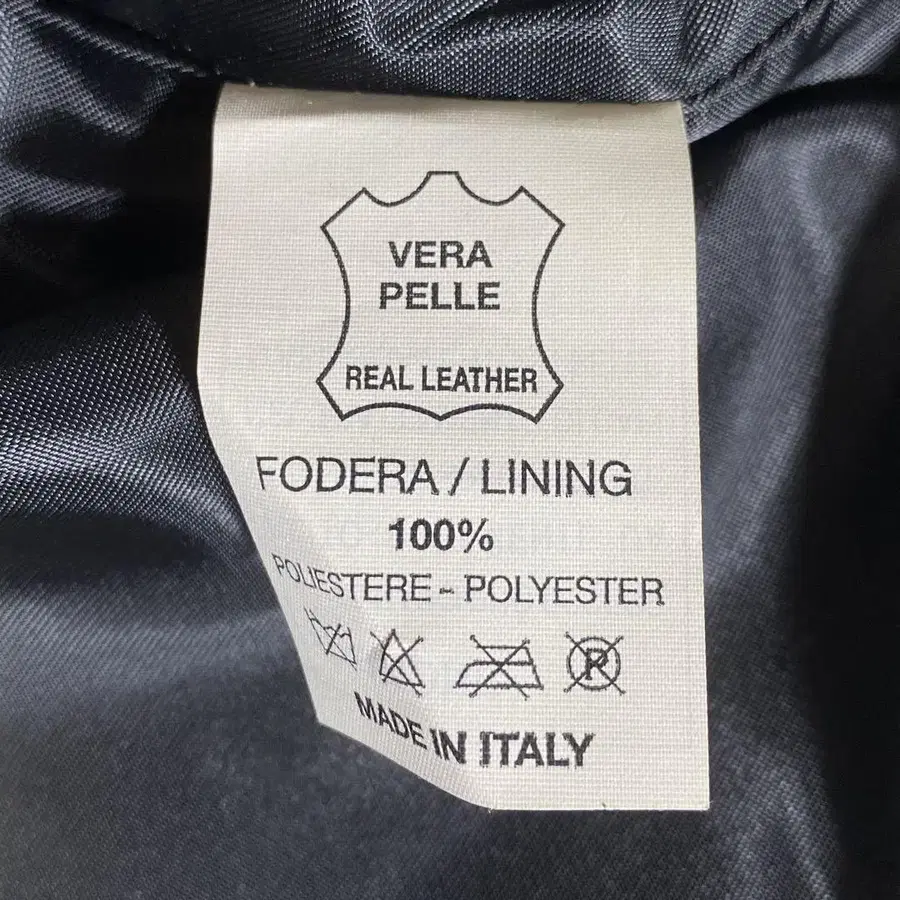 VERA
PELLE
REAL LEATHER
FODERA / LINING
100%
POLIESTERE - POLYESTER
R
MADE IN ITALY